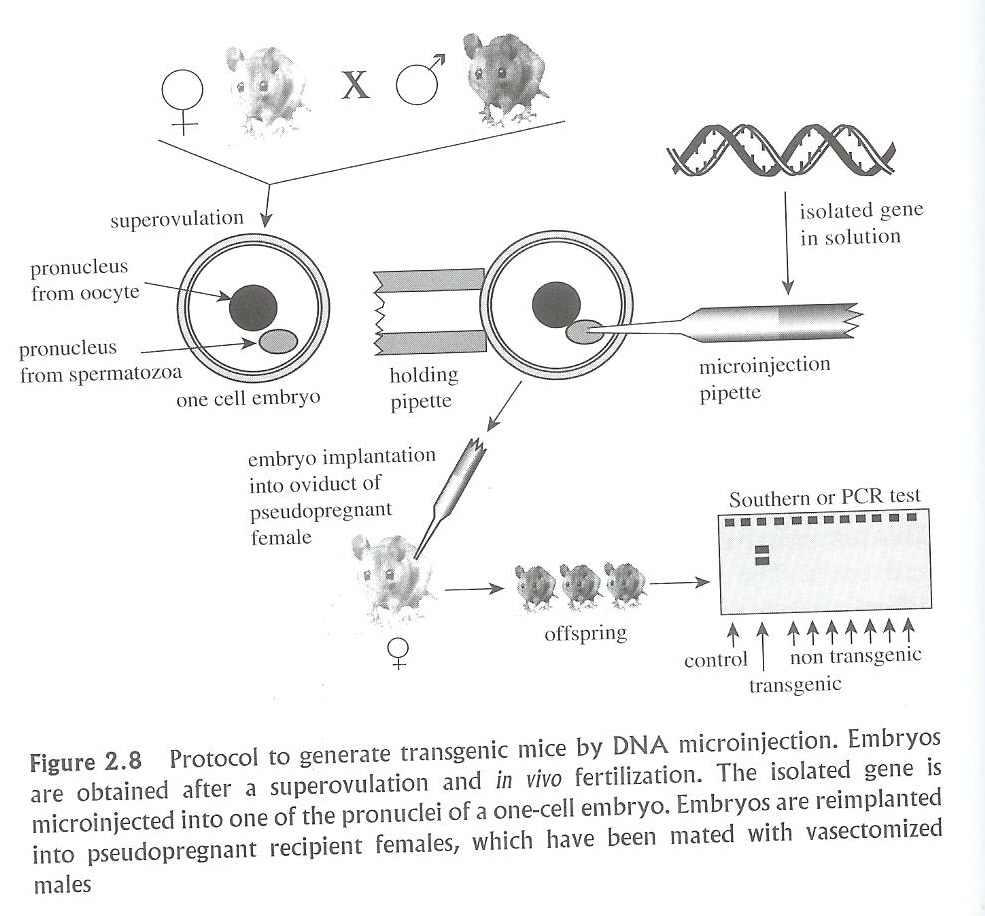 X
superovulation
pronucleus
from oocyte
pronucleus
from spermatozoa
one cell embryo
holding
pipette
isolated gene
in solution
microinjection
pipette
embryo implantation
into oviduct of
pseudopregnant
female
offspring
Southern or PCR test
control
non transgenic
transgenic
Figure 2.8 Protocol to generate transgenic mice by DNA microinjection. Embryos
are obtained after a superovulation and in vivo fertilization. The isolated gene is
microinjected into one of the pronuclei of a one-cell embryo. Embryos are reimplanted
into pseudopregnant recipient females, which have been mated with vasectomized
males